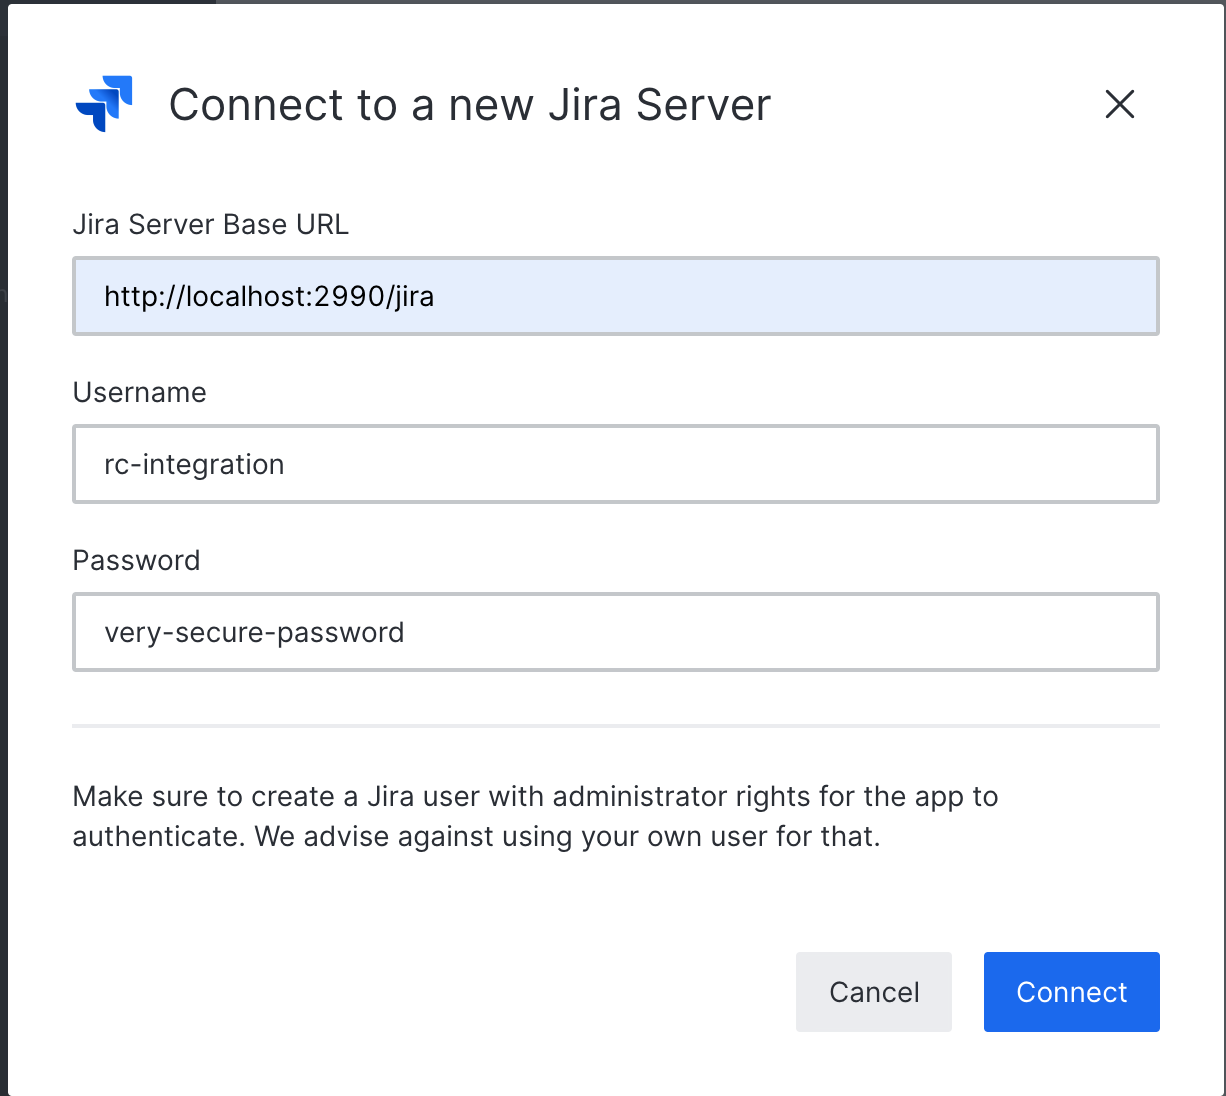 Connect to a new Jira Server
Jira Server Base URL
http://localhost:2990/jira
Username
rc-integration
Password
very-secure-password
Make sure to create a Jira user with administrator rights for the app to
authenticate. We advise against using your own user for that.
Cancel
Connect